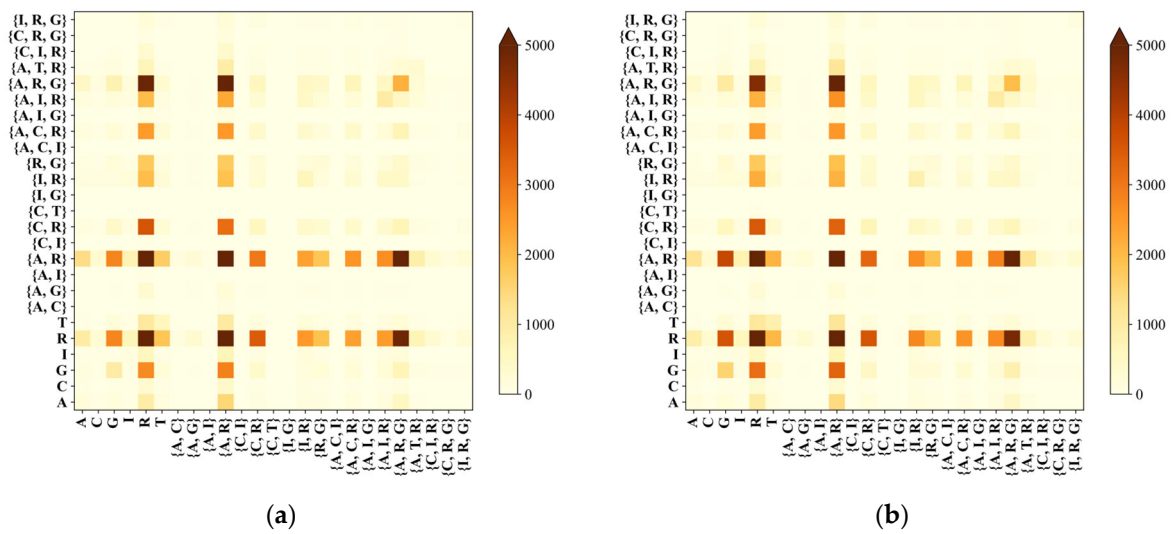 {I, R, G}
{C, R, G}
{C, I, R}
{A, T, R}
{A, R, G}
{A, I, R}
{A, I, G}
{A, C, R}
{A, C, I}
{R, G}
{I, R}
{I, G}
{C, T}
{C, R}
{C, I}
{A, R}
{A, I}
{A, G}
{A, C}
T
R
I
G
C
A
A
C
G
I
R
T
{A, C}
{A, G}
{A, I}
{A, R}
{C, I}
{C, R}
{C, T}
{I, G}
{I, R}
{R, G}
{A, C, I}
{A, C, R}
{A, I, G}
{A, I, R}
{A, R, G}
{A, T, R}
{C, I, R}
{C, R, G}
{I, R, G}
5000
4000
3000
2000
1000
0
(a)
{I, R, G}
{C, R, G}
{C, I, R}
{A, T, R}
{A, R, G}
{A, I, R}
{A, I, G}
{A, C, R}
{A, C, I}
{R, G}
{I, R}
{I, G}
{C, T}
{C, R}
{C, I}
{A, R}
{A, I}
{A, G}
{A, C}
T
R
I
G
C
A
A
C
G
I
R
T
{A, C}
{A, G}
{A, I}
{A, R}
{C, I}
{C, R}
{C, T}
{I, G}
{I, R}
{R, G}
{A, C, I}
{A, C, R}
{A, I, G}
{A, I, R}
{A, R, G}
{A, T, R}
{C, I, R}
{C, R, G}
{I, R, G}
5000
4000
3000
2000
1000
0
(b)